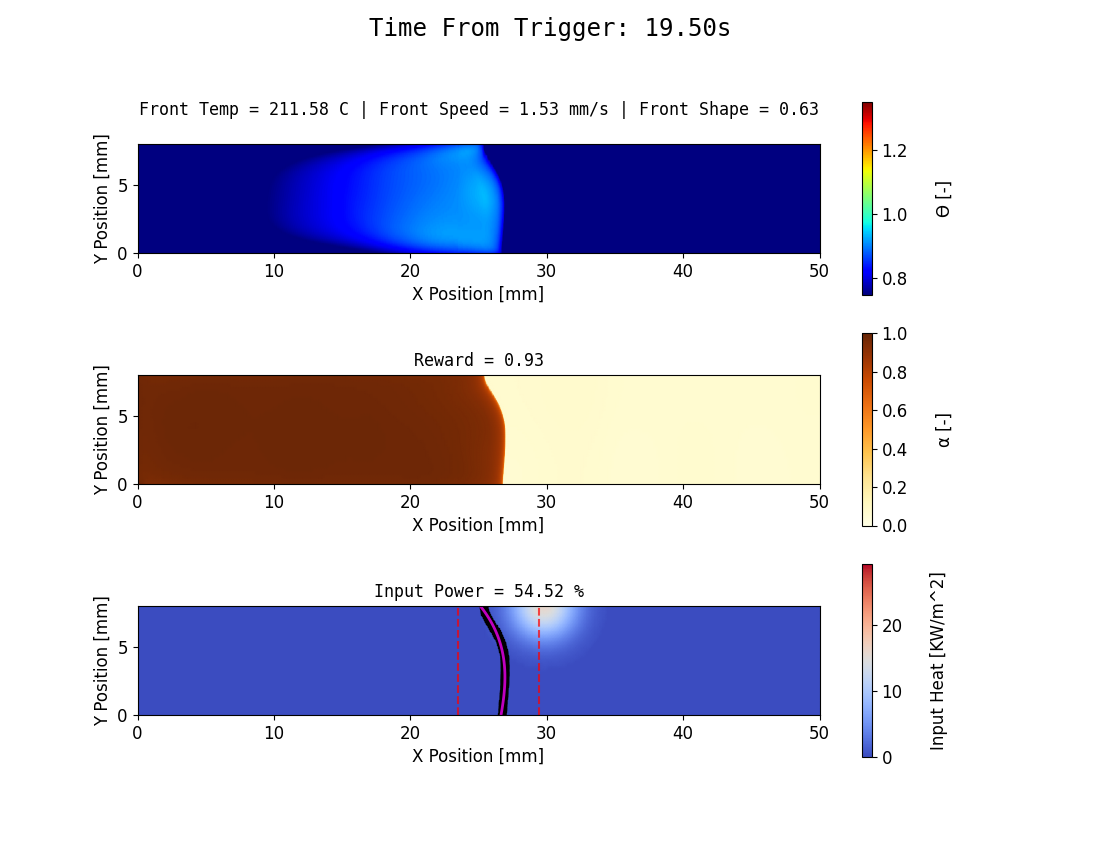 Time From Trigger: 19.50s
Front Temp = 211.58 C | Front Speed = 1.53 mm/s | Front Shape = 0.63
Y Position [mm]
5
0
0 10 20 30 40 50
X Position [mm]
1.2
1.0
0.8
Θ [-]
Reward = 0.93
Y Position [mm]
5
0
0 10 20 30 40 50
X Position [mm]
1.0
0.8
0.6
0.4
0.2
0.0
α [-]
Input Power = 54.52 %
Y Position [mm]
5
0
0 10 20 30 40 50
X Position [mm]
20
10
0
Input Heat [KW/m^2]